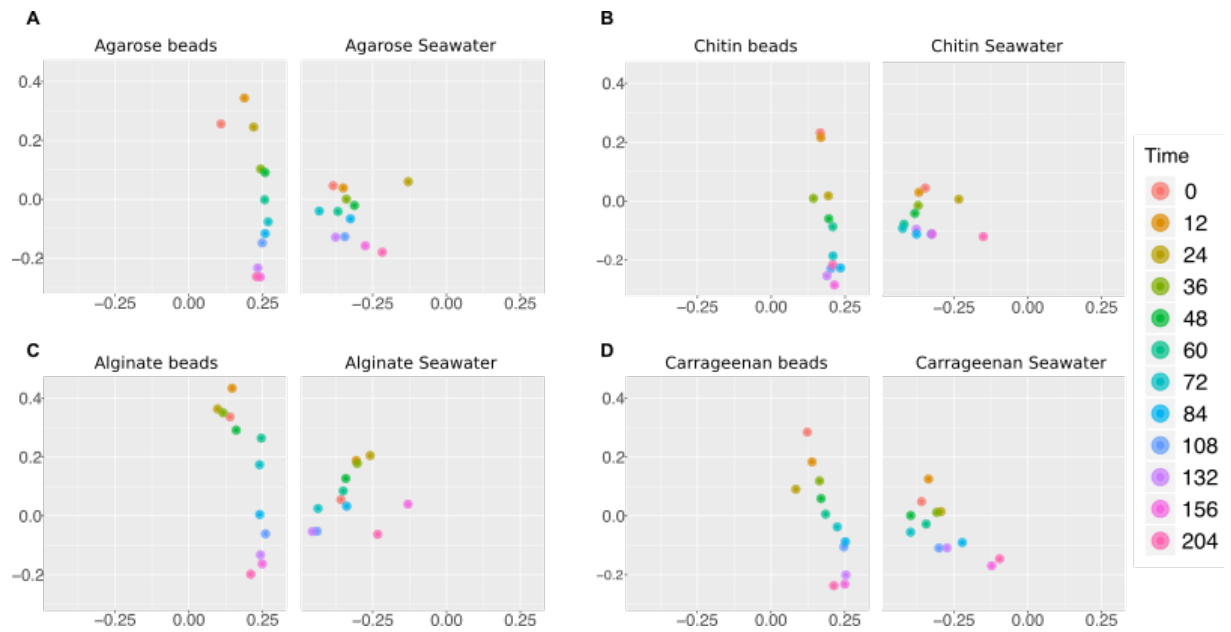 A
B
Agarose beads
Agarose Seawater
Chitin beads
Chitin Seawater
0.4
0.2
0.0
−0.2
0.4
0.2
0.0
−0.2
−0.25 0.00 0.25
−0.25 0.00 0.25
−0.25 0.00 0.25
−0.25 0.00 0.25
C
D
Alginate beads
Alginate Seawater
Carrageenan beads
Carrageenan Seawater
0.4
0.2
0.0
−0.2
0.4
0.2
0.0
−0.2
−0.25 0.00 0.25
−0.25 0.00 0.25
−0.25 0.00 0.25
−0.25 0.00 0.25
Time
0
12
24
36
48
60
72
84
108
132
156
204